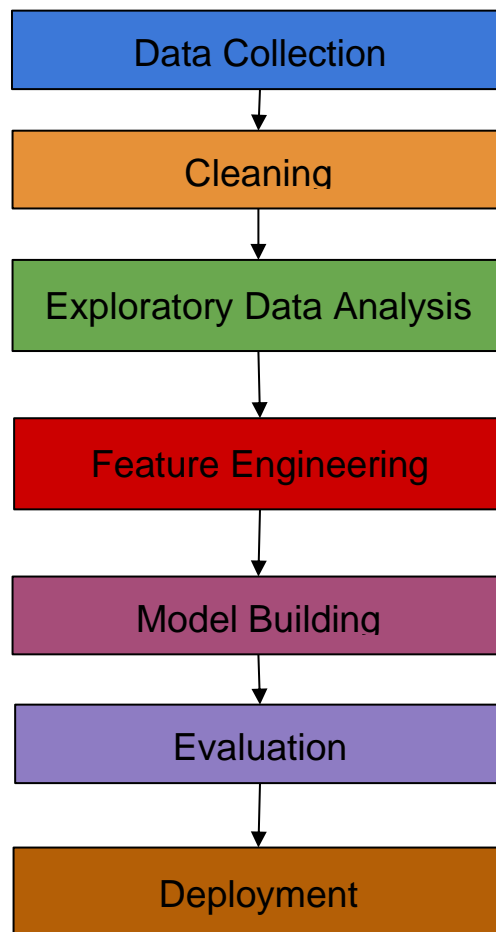 Data Collection
Cleaning
Exploratory Data Analysis
Feature Engineering
Model Building
Evaluation
Deployment